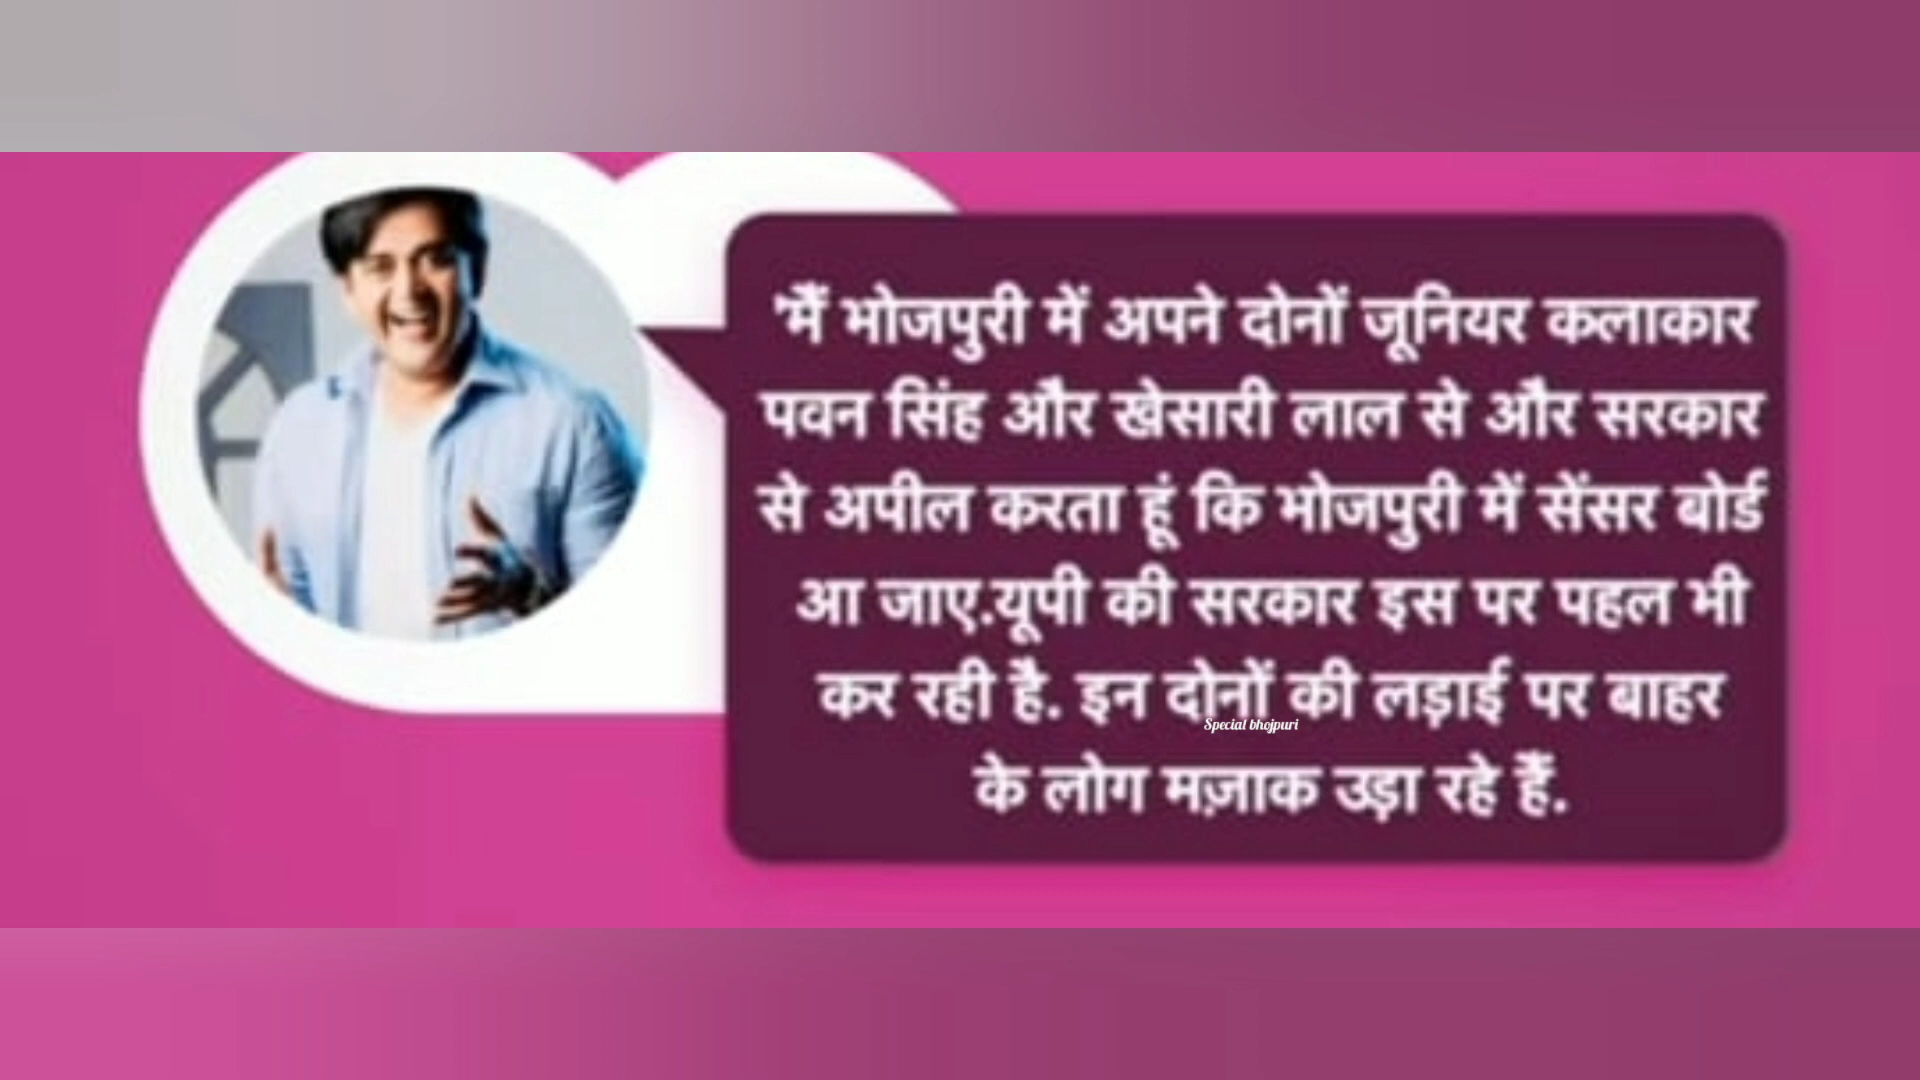 'मैं भोजपुरी में अपने दोनों जूनियर कलाकार
पवन सिंह और खेसारी लाल से और सरकार
से अपील करता हूं कि भोजपुरी में सेंसर बोर्ड
आ जाए.यूपी की सरकार इस पर पहल भी
कर रही है. इन दोनों की लड़ाई पर बाहर
Special bhojpuri
के लोग मज़ाक उड़ा रहे हैं.